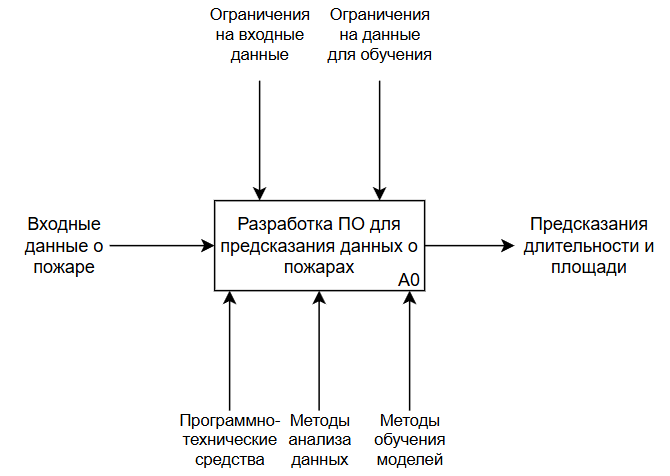 Ограничения
на входные
данные
Ограничения
на данные
для обучения
Входные
данные о
пожаре
Разработка ПО для
предсказания данных о
пожарах
A0
Предсказания
длительности и
площади
Программно-
технические
средства
Методы
анализа
данных
Методы
обучения
моделей